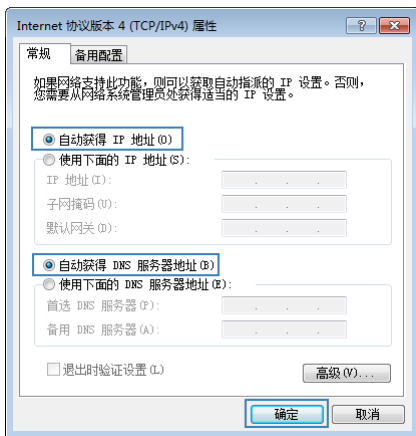 Internet 协议版本 4 (TCP/IPv4) 属性
常规 备用配置
如果网络支持此功能，则可以获取自动指派的 IP 设置。否则，
您需要从网络系统管理员处获得适当的 IP 设置。
自动获得 IP 地址(O)
使用下面的 IP 地址(S):
IP 地址(I):
子网掩码(U):
默认网关(D):
自动获得 DNS 服务器地址(B)
使用下面的 DNS 服务器地址(E):
首选 DNS 服务器(P):
备用 DNS 服务器(A):
退出时验证设置(L)
高级(V)...
确定 取消